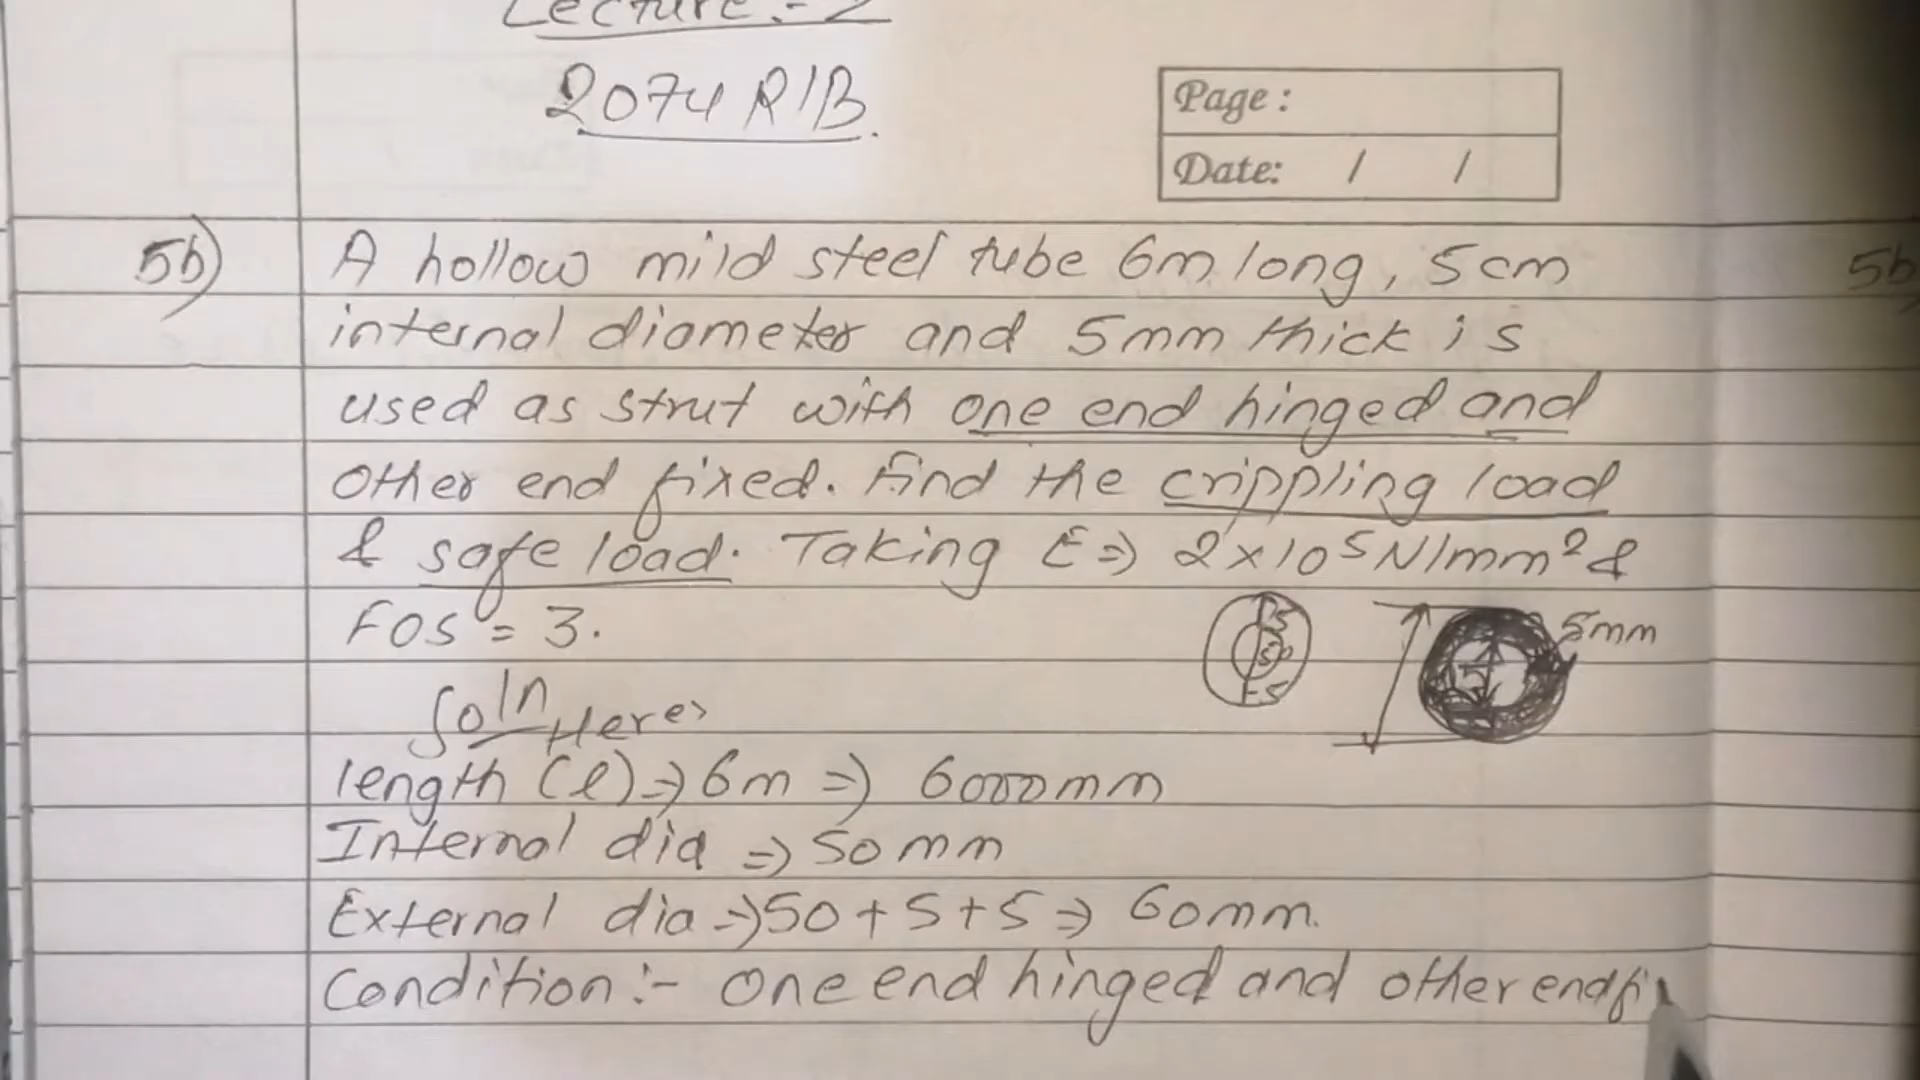 Lecture :- 2
2074 R/B.
Page :
Date: / /
5b)
A hollow mild steel tube 6m long, 5cm
internal diameter and 5mm thick is
used as strut with one end hinged and
other end fixed. Find the crippling load
& safe load. Taking E => 2x10^5 N/mm² &
FOS = 3.
5mm
Soln Here,
length (l) => 6m => 6000mm
Internal dia => 50mm
External dia => 50+5+5 => 60mm.
Condition :- One end hinged and other end fi
5b